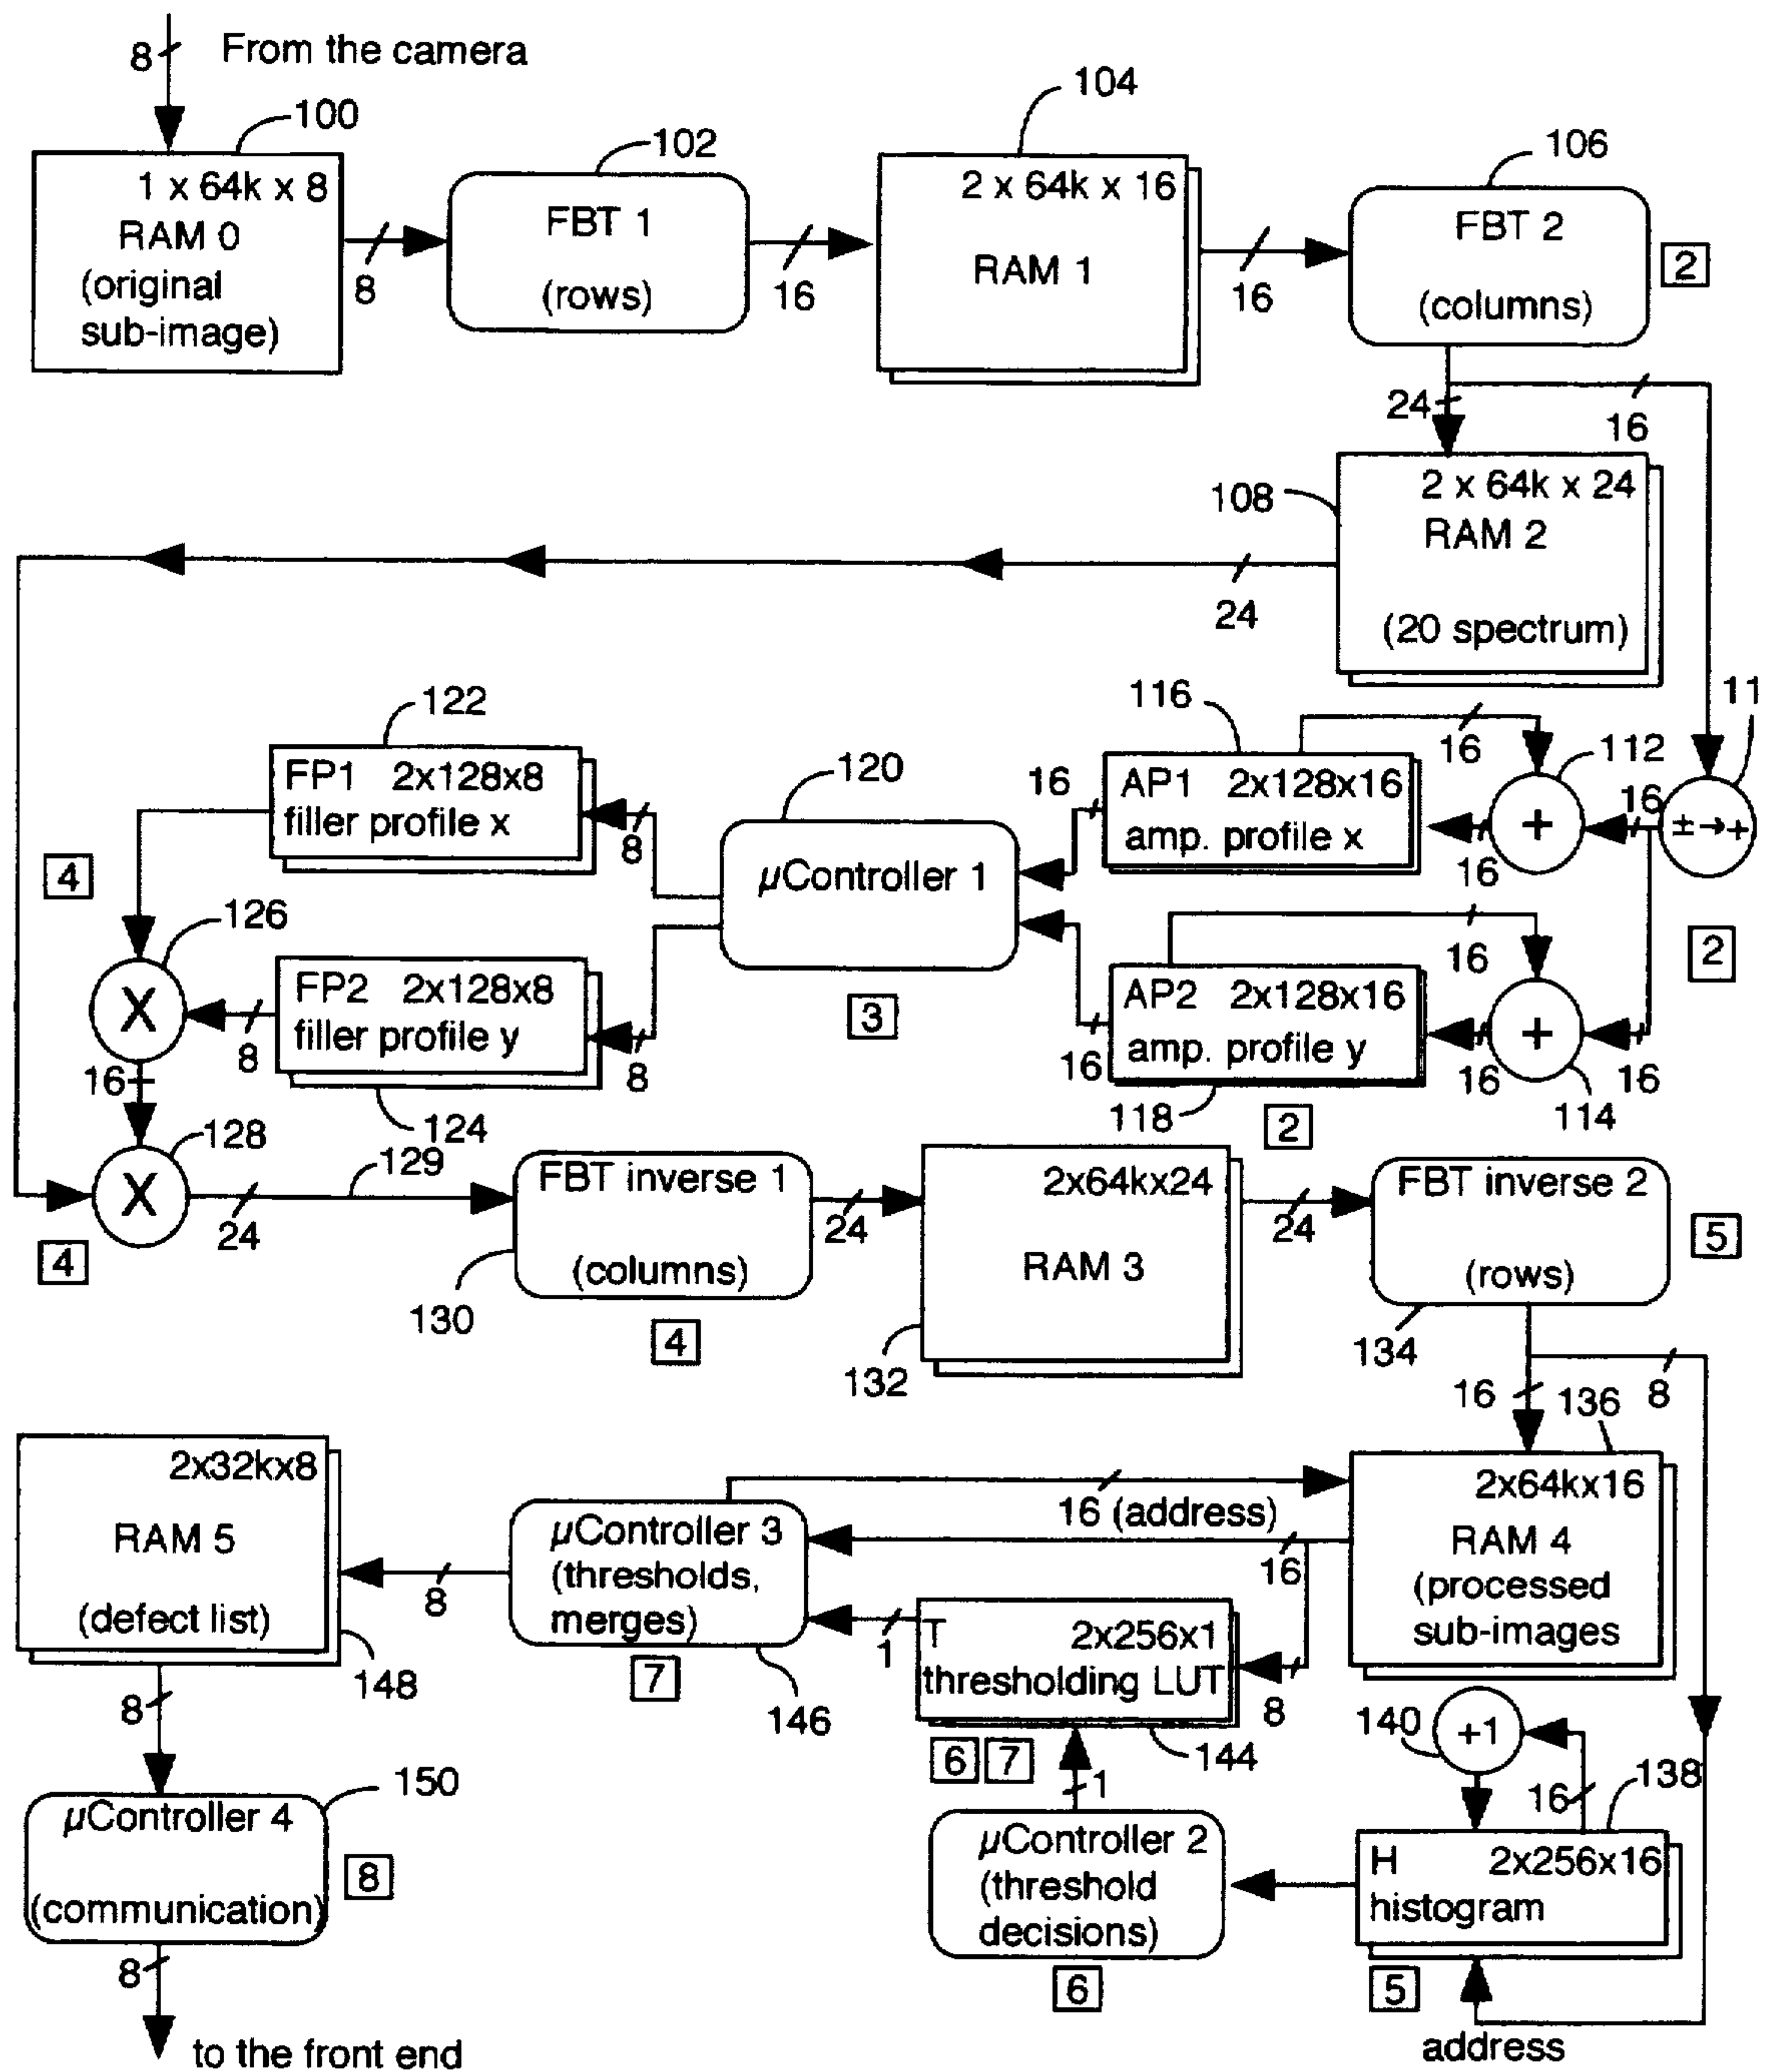 8 From the camera
100
1 x 64k x 8
RAM 0
(original
sub-image)
8
102
FBT 1
(rows)
16
104
2 x 64k x 16
RAM 1
16
106
FBT 2
(columns)
2
24
16
108
2 x 64k x 24
RAM 2
(20 spectrum)
24
11
± → +
16
2
122
FP1 2x128x8
filler profile x
8
4
120
µController 1
3
116
AP1 2x128x16
amp. profile x
16
16
16
112
+
126
X
16
FP2 2x128x8
filler profile y
8
8
124
AP2 2x128x16
amp. profile y
16
16
16
16
+
114
118
2
128
X
4
24
129
FBT inverse 1
(columns)
130
4
24
2x64kx24
RAM 3
132
24
FBT inverse 2
(rows)
134
5
16
8
136
2x64kx16
RAM 4
(processed
sub-images
16 (address)
16
2x32kx8
RAM 5
(defect list)
148
8
µController 3
(thresholds,
merges)
7
146
1
T 2x256x1
thresholding LUT
8
144
6 7
1
140
+1
16
138
H 2x256x16
histogram
5
address
µController 2
(threshold
decisions)
6
8
150
µController 4
(communication)
8
8
to the front end